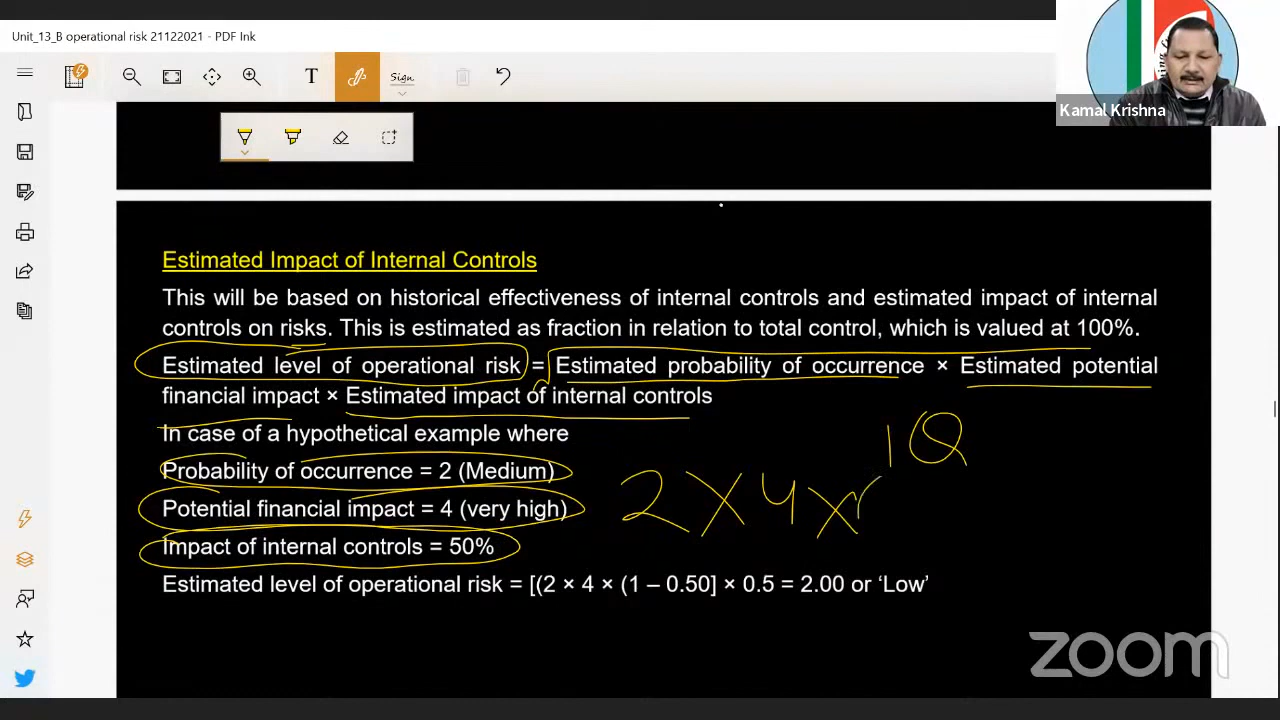 Unit_13_B operational risk 21122021 - PDF Ink
T
Sign
Kamal Krishna
Estimated Impact of Internal Controls
This will be based on historical effectiveness of internal controls and estimated impact of internal
controls on risks. This is estimated as fraction in relation to total control, which is valued at 100%.
Estimated level of operational risk = Estimated probability of occurrence × Estimated potential
financial impact × Estimated impact of internal controls
In case of a hypothetical example where
Probability of occurrence = 2 (Medium)
Potential financial impact = 4 (very high)
Impact of internal controls = 50%
2 X 4 X
Estimated level of operational risk = [(2 × 4 × (1 – 0.50] × 0.5 = 2.00 or ‘Low’
zoom